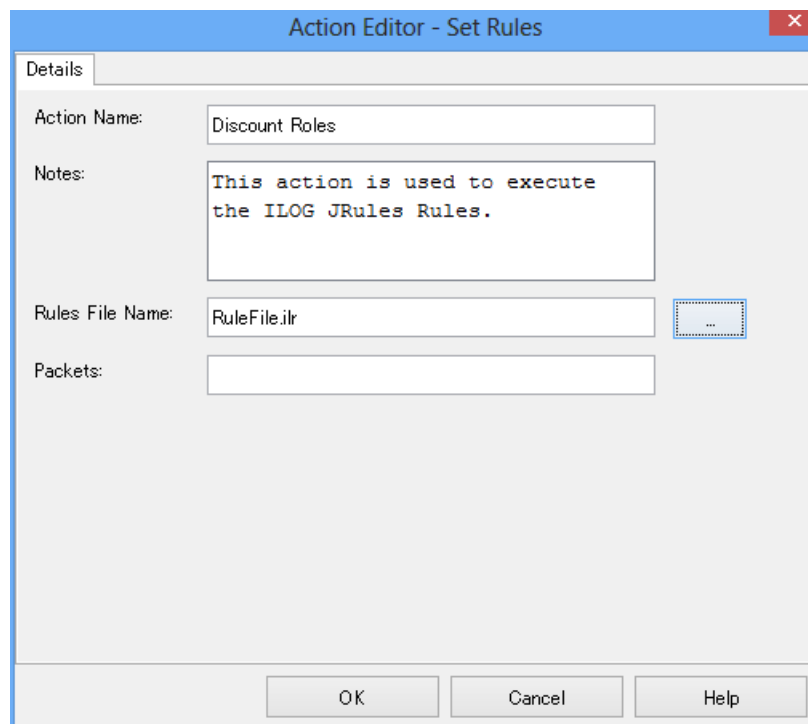 Action Editor - Set Rules
Details
Action Name:
Discount Roles
Notes:
This action is used to execute
the ILOG JRules Rules.
Rules File Name:
RuleFile.ilr
...
Packets:
OK
Cancel
Help